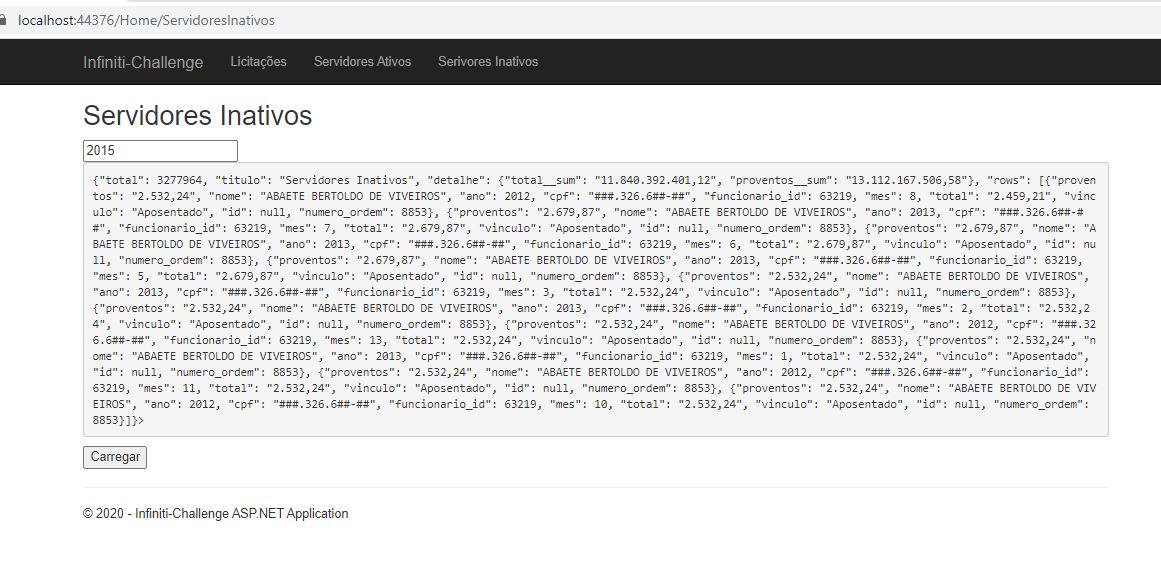 localhost:44376/Home/ServidoresInativos
Infiniti-Challenge Licitações Servidores Ativos Serivores Inativos
Servidores Inativos
2015
{"total": 3277964, "titulo": "Servidores Inativos", "detalhe": {"total__sum": "11.840.392.401,12", "proventos__sum": "13.112.167.506,58"}, "rows": [{"proven
tos": "2.532,24", "nome": "ABAETE BERTOLDO DE VIVEIROS", "ano": 2012, "cpf": "###.326.6##-##", "funcionario_id": 63219, "mes": 8, "total": "2.459,21", "vinc
ulo": "Aposentado", "id": null, "numero_ordem": 8853}, {"proventos": "2.679,87", "nome": "ABAETE BERTOLDO DE VIVEIROS", "ano": 2013, "cpf": "###.326.6##-#
#", "funcionario_id": 63219, "mes": 7, "total": "2.679,87", "vinculo": "Aposentado", "id": null, "numero_ordem": 8853}, {"proventos": "2.679,87", "nome": "A
BAETE BERTOLDO DE VIVEIROS", "ano": 2013, "cpf": "###.326.6##-##", "funcionario_id": 63219, "mes": 6, "total": "2.679,87", "vinculo": "Aposentado", "id": nu
ll, "numero_ordem": 8853}, {"proventos": "2.679,87", "nome": "ABAETE BERTOLDO DE VIVEIROS", "ano": 2013, "cpf": "###.326.6##-##", "funcionario_id": 63219,
"mes": 5, "total": "2.679,87", "vinculo": "Aposentado", "id": null, "numero_ordem": 8853}, {"proventos": "2.532,24", "nome": "ABAETE BERTOLDO DE VIVEIROS",
"ano": 2013, "cpf": "###.326.6##-##", "funcionario_id": 63219, "mes": 3, "total": "2.532,24", "vinculo": "Aposentado", "id": null, "numero_ordem": 8853},
{"proventos": "2.532,24", "nome": "ABAETE BERTOLDO DE VIVEIROS", "ano": 2013, "cpf": "###.326.6##-##", "funcionario_id": 63219, "mes": 2, "total": "2.532,2
4", "vinculo": "Aposentado", "id": null, "numero_ordem": 8853}, {"proventos": "2.532,24", "nome": "ABAETE BERTOLDO DE VIVEIROS", "ano": 2012, "cpf": "###.32
6.6##-##", "funcionario_id": 63219, "mes": 13, "total": "2.532,24", "vinculo": "Aposentado", "id": null, "numero_ordem": 8853}, {"proventos": "2.532,24", "n
ome": "ABAETE BERTOLDO DE VIVEIROS", "ano": 2013, "cpf": "###.326.6##-##", "funcionario_id": 63219, "mes": 1, "total": "2.532,24", "vinculo": "Aposentado",
"id": null, "numero_ordem": 8853}, {"proventos": "2.532,24", "nome": "ABAETE BERTOLDO DE VIVEIROS", "ano": 2012, "cpf": "###.326.6##-##", "funcionario_id":
63219, "mes": 11, "total": "2.532,24", "vinculo": "Aposentado", "id": null, "numero_ordem": 8853}, {"proventos": "2.532,24", "nome": "ABAETE BERTOLDO DE VIV
EIROS", "ano": 2012, "cpf": "###.326.6##-##", "funcionario_id": 63219, "mes": 10, "total": "2.532,24", "vinculo": "Aposentado", "id": null, "numero_ordem":
8853}]}>
Carregar
© 2020 - Infiniti-Challenge ASP.NET Application